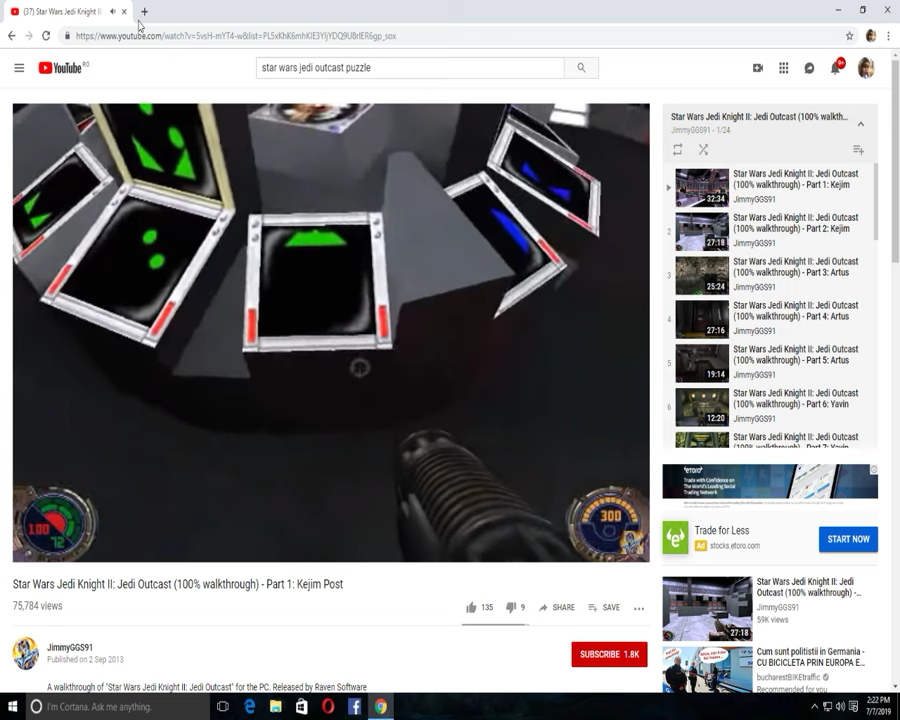 (37) Star Wars Jedi Knight II
https://www.youtube.com/watch?v=5vsH-mYT4-w&list=PL5xKhK6mhKIE3YljYDQ9U8rIER6gp_sox
YouTube RO
star wars jedi outcast puzzle
9+
Star Wars Jedi Knight II: Jedi Outcast (100% walkth...
JimmyGGS91 - 1/24
Star Wars Jedi Knight II: Jedi Outcast
(100% walkthrough) - Part 1: Kejim
JimmyGGS91
32:34
2
Star Wars Jedi Knight II: Jedi Outcast
(100% walkthrough) - Part 2: Kejim
JimmyGGS91
27:18
3
Star Wars Jedi Knight II: Jedi Outcast
(100% walkthrough) - Part 3: Artus
JimmyGGS91
25:24
4
Star Wars Jedi Knight II: Jedi Outcast
(100% walkthrough) - Part 4: Artus
JimmyGGS91
27:16
5
Star Wars Jedi Knight II: Jedi Outcast
(100% walkthrough) - Part 5: Artus
JimmyGGS91
19:14
6
Star Wars Jedi Knight II: Jedi Outcast
(100% walkthrough) - Part 6: Yavin
JimmyGGS91
12:20
Star Wars Jedi Knight II: Jedi Outcast
(100% walkthrough) - Part 7: Yavin
100
72
300
eToro
Trade with Confidence on
The World's Leading Social
Trading Network
Trade for Less
Ad stocks.etoro.com
START NOW
Star Wars Jedi Knight II: Jedi Outcast (100% walkthrough) - Part 1: Kejim Post
75,784 views
135
9
SHARE
SAVE
Star Wars Jedi Knight II: Jedi
Outcast (100% walkthrough) -...
JimmyGGS91
59K views
27:18
JimmyGGS91
Published on 2 Sep 2013
SUBSCRIBE 1.8K
Cum sunt politistii in Germania -
CU BICICLETA PRIN EUROPA E...
bucharestBIKEtraffic
Recommended for you
A walkthrough of "Star Wars Jedi Knight II: Jedi Outcast" for the PC. Released by Raven Software
I'm Cortana. Ask me anything.
2:22 PM
7/7/2019